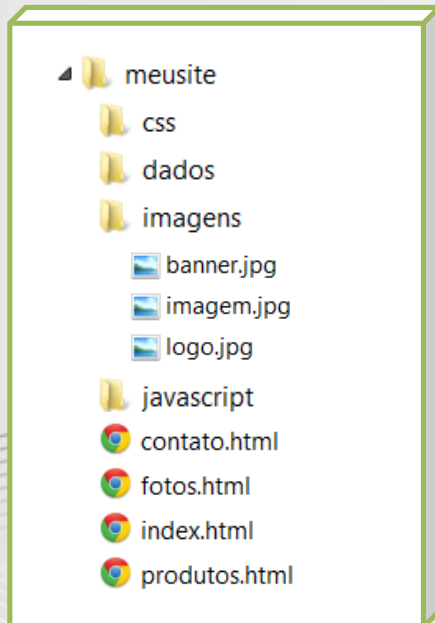 meusite
css
dados
imagens
banner.jpg
imagem.jpg
logo.jpg
javascript
contato.html
fotos.html
index.html
produtos.html